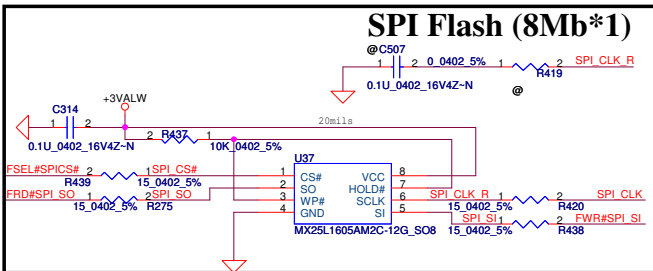 SPI Flash (8Mb*1)
@ C507
1 2 0_0402_5% 1 2 SPI_CLK_R
0.1U_0402_16V4Z~N R419
@
C314 +3VALW
1 2 20mils
2 R437 1
0.1U_0402_16V4Z~N 10K_0402_5%
U37
FSEL#SPICS# 2 1 SPI_CS# 1 CS# VCC 8
R439 15_0402_5% 2 SO HOLD# 7
FRD#SPI_SO 1 2 SPI_SO 3 WP# SCLK 6 SPI_CLK_R 1 2 SPI_CLK
15_0402_5% R275 4 GND SI 5 15_0402_5% R420
SPI_SI 1 2 FWR#SPI_SI
MX25L1605AM2C-12G_SO8 15_0402_5% R438